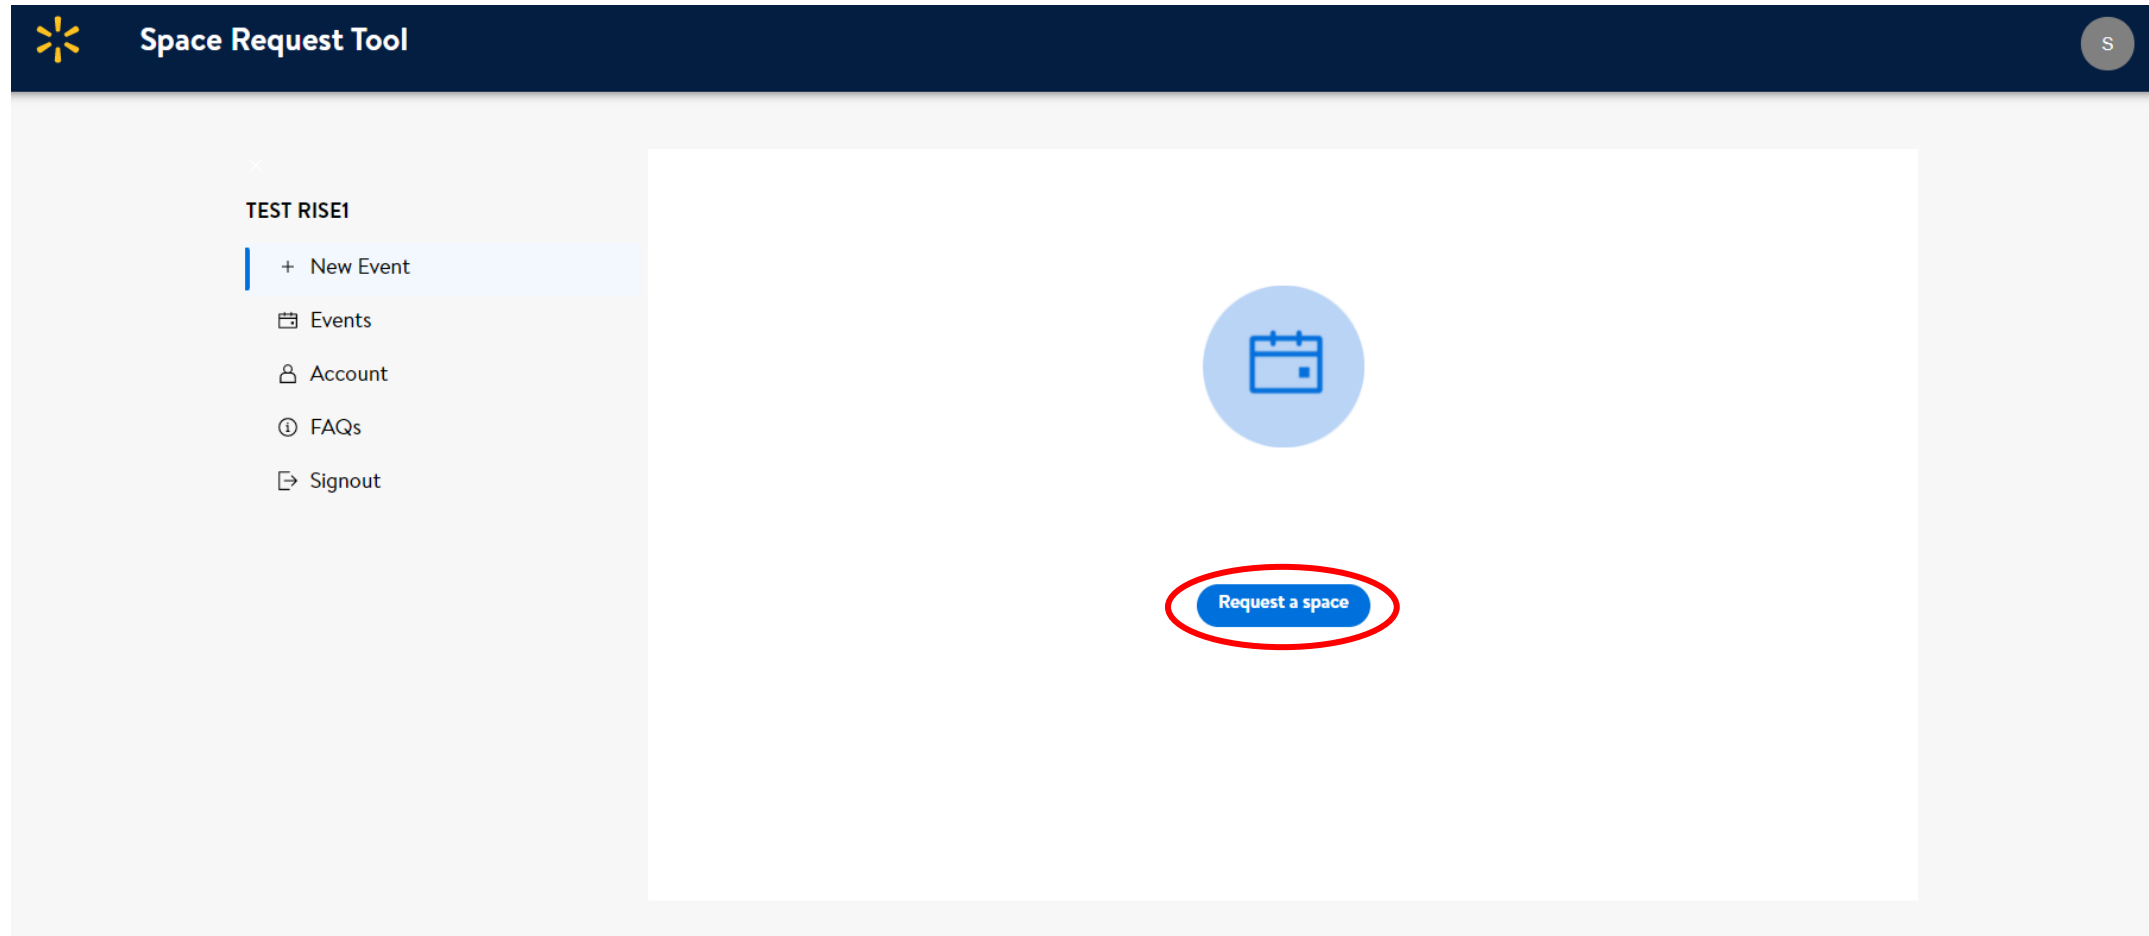 Space Request Tool
S
TEST RISE1
+ New Event
Events
Account
FAQs
Signout
Request a space